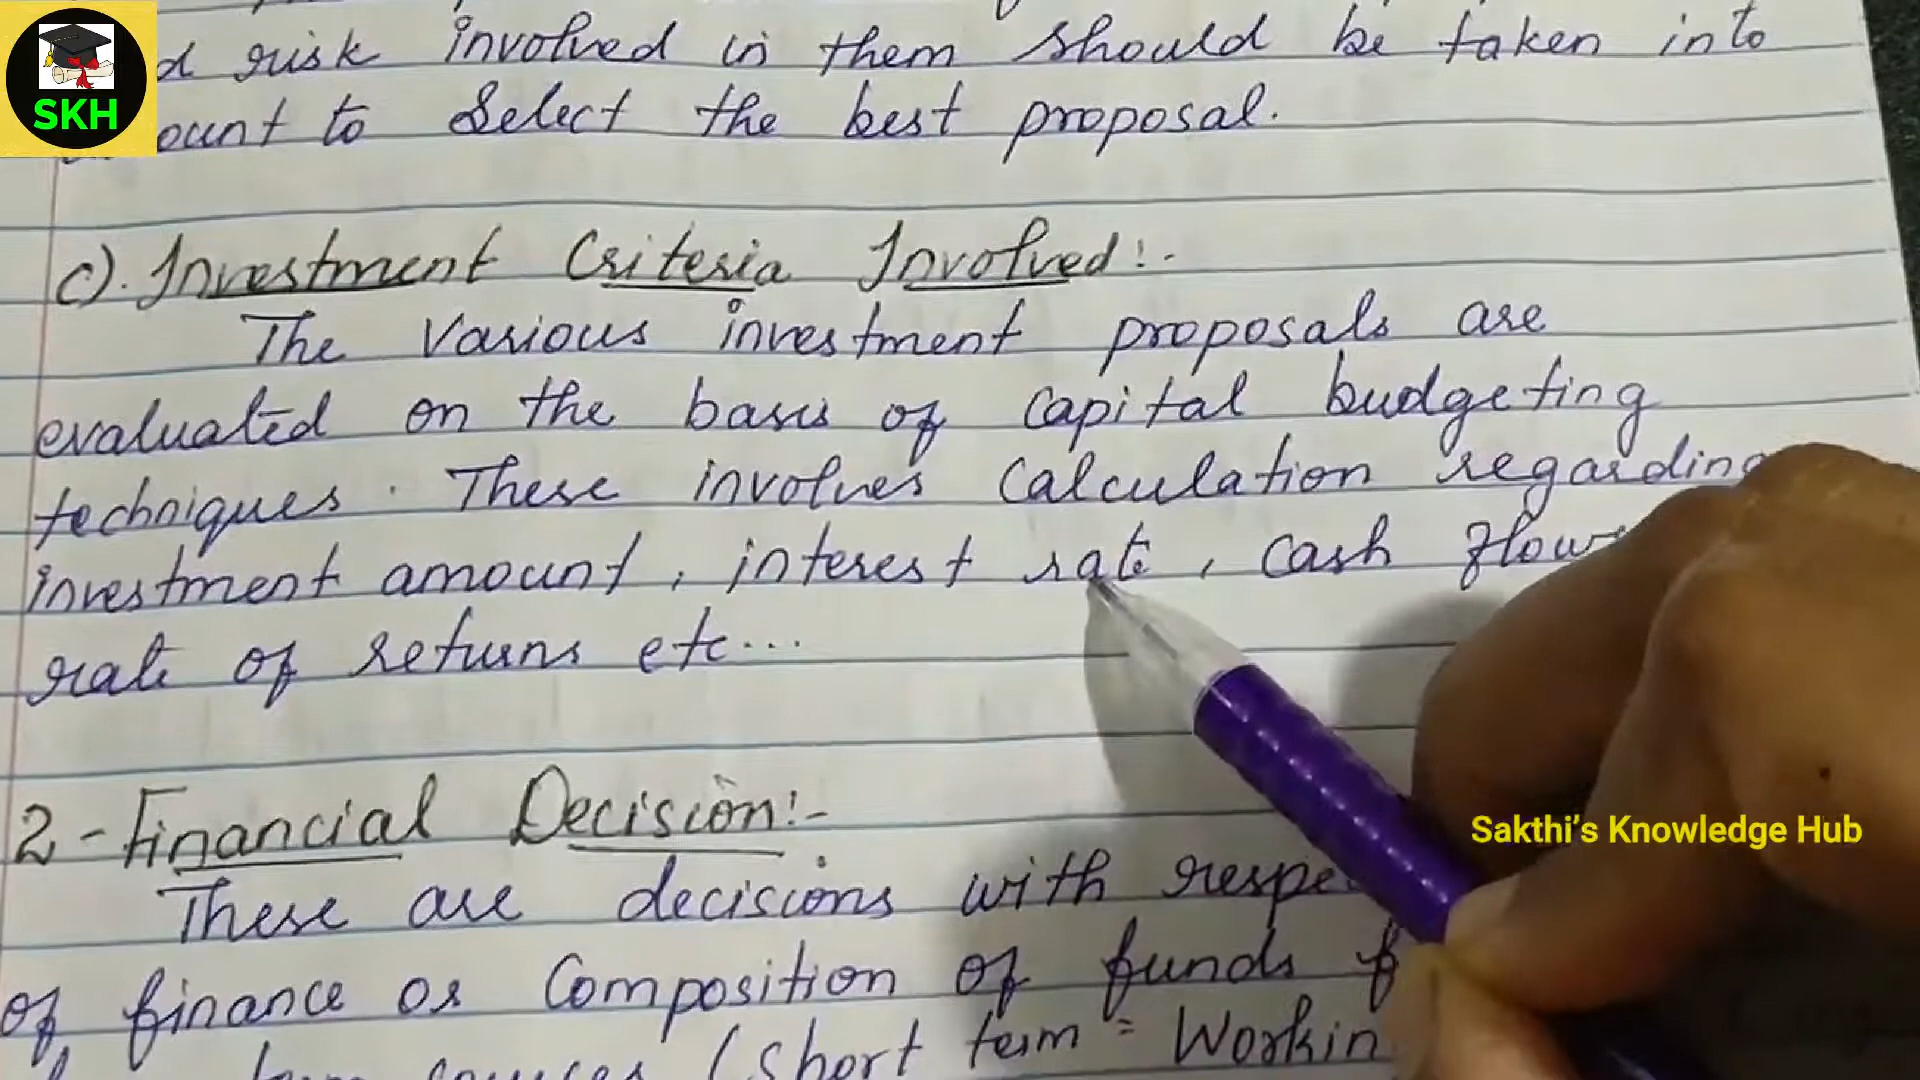 d risk involved in them should be taken into
SKH
ount to Select the best proposal.
c). Investment Criteria Involved:-
The Various investment proposals are
evaluated on the basis of Capital budgeting
techniques. These involves Calculation regarding
investment amount, interest rate, Cash flow
rate of returns etc...
2- Financial Decision:-
Sakthi's Knowledge Hub
These are decisions with respe
of finance or Composition of funds f
term sources (Short term = Workin